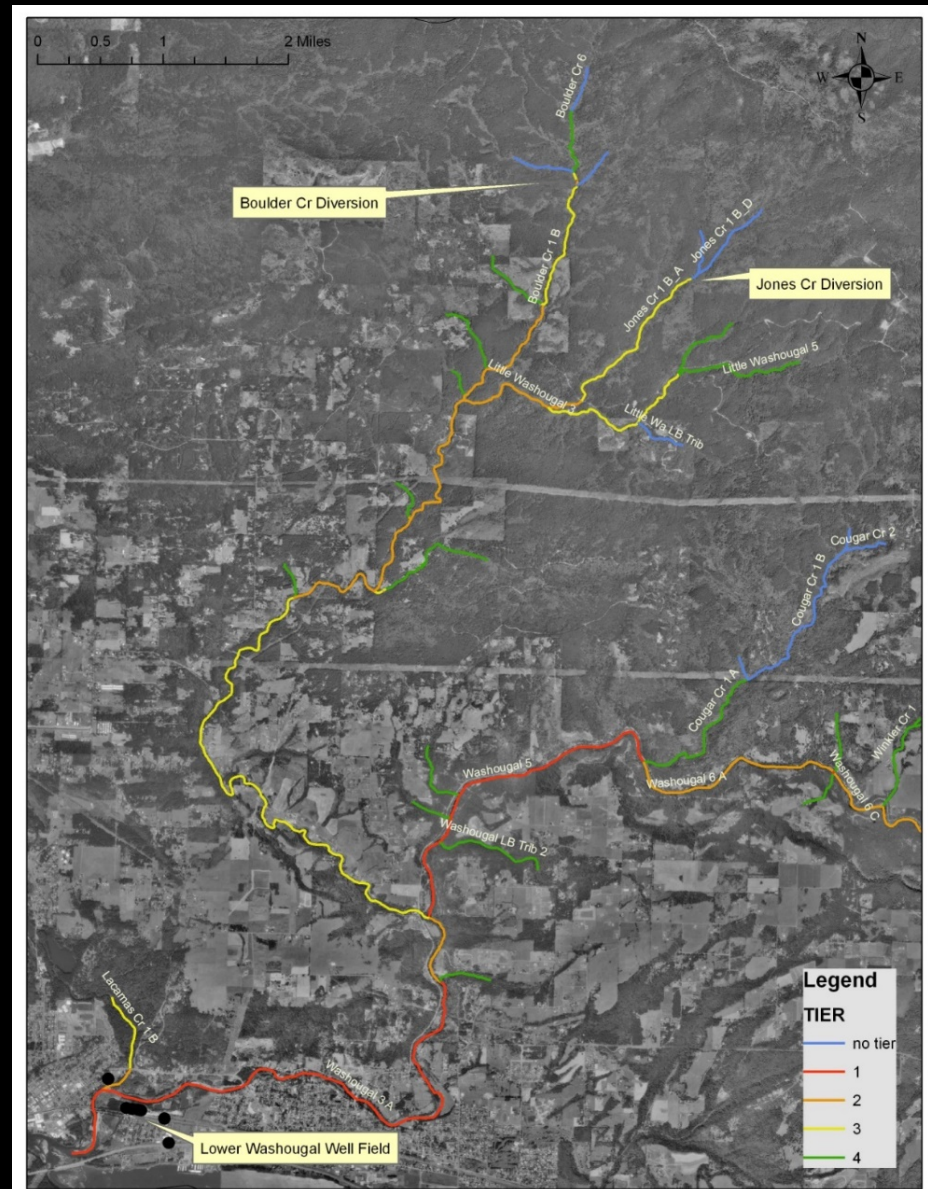 0 0.5 1 2 Miles
N
W E
S
Boulder Cr 6
Boulder Cr Diversion
Boulder Cr 1 B
Jones Cr 1 B_D
Jones Cr 1 B_A
Jones Cr Diversion
Little Washougal 3
Little Washougal 5
Little Wa LB Trib
Cougar Cr 2
Cougar Cr 1 B
Cougar Cr 1A
Winkler Cr 1
Washougal 5
Washougal 6 A
Washougal 6 C
Washougal LB Trib 2
Lacamas Cr 1 B
Washougal 3 A
Lower Washougal Well Field
Legend
TIER
no tier
1
2
3
4